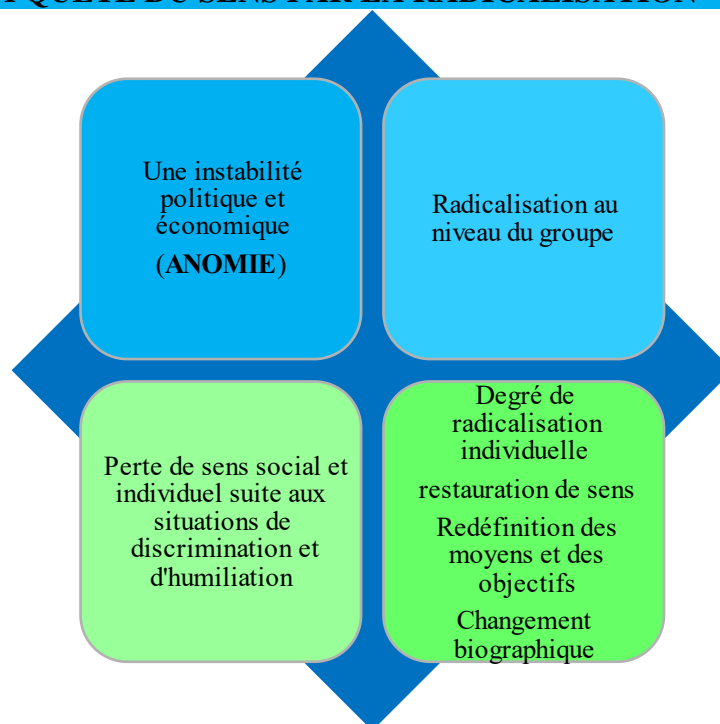 QUÊTE DU SENS PAR LA RADICALISATION
Une instabilité
politique et
économique
(ANOMIE)
Radicalisation au
niveau du groupe
Perte de sens social et
individuel suite aux
situations de
discrimination et
d'humiliation
Degré de
radicalisation
individuelle
restauration de sens
Redéfinition des
moyens et des
objectifs
Changement
biographique